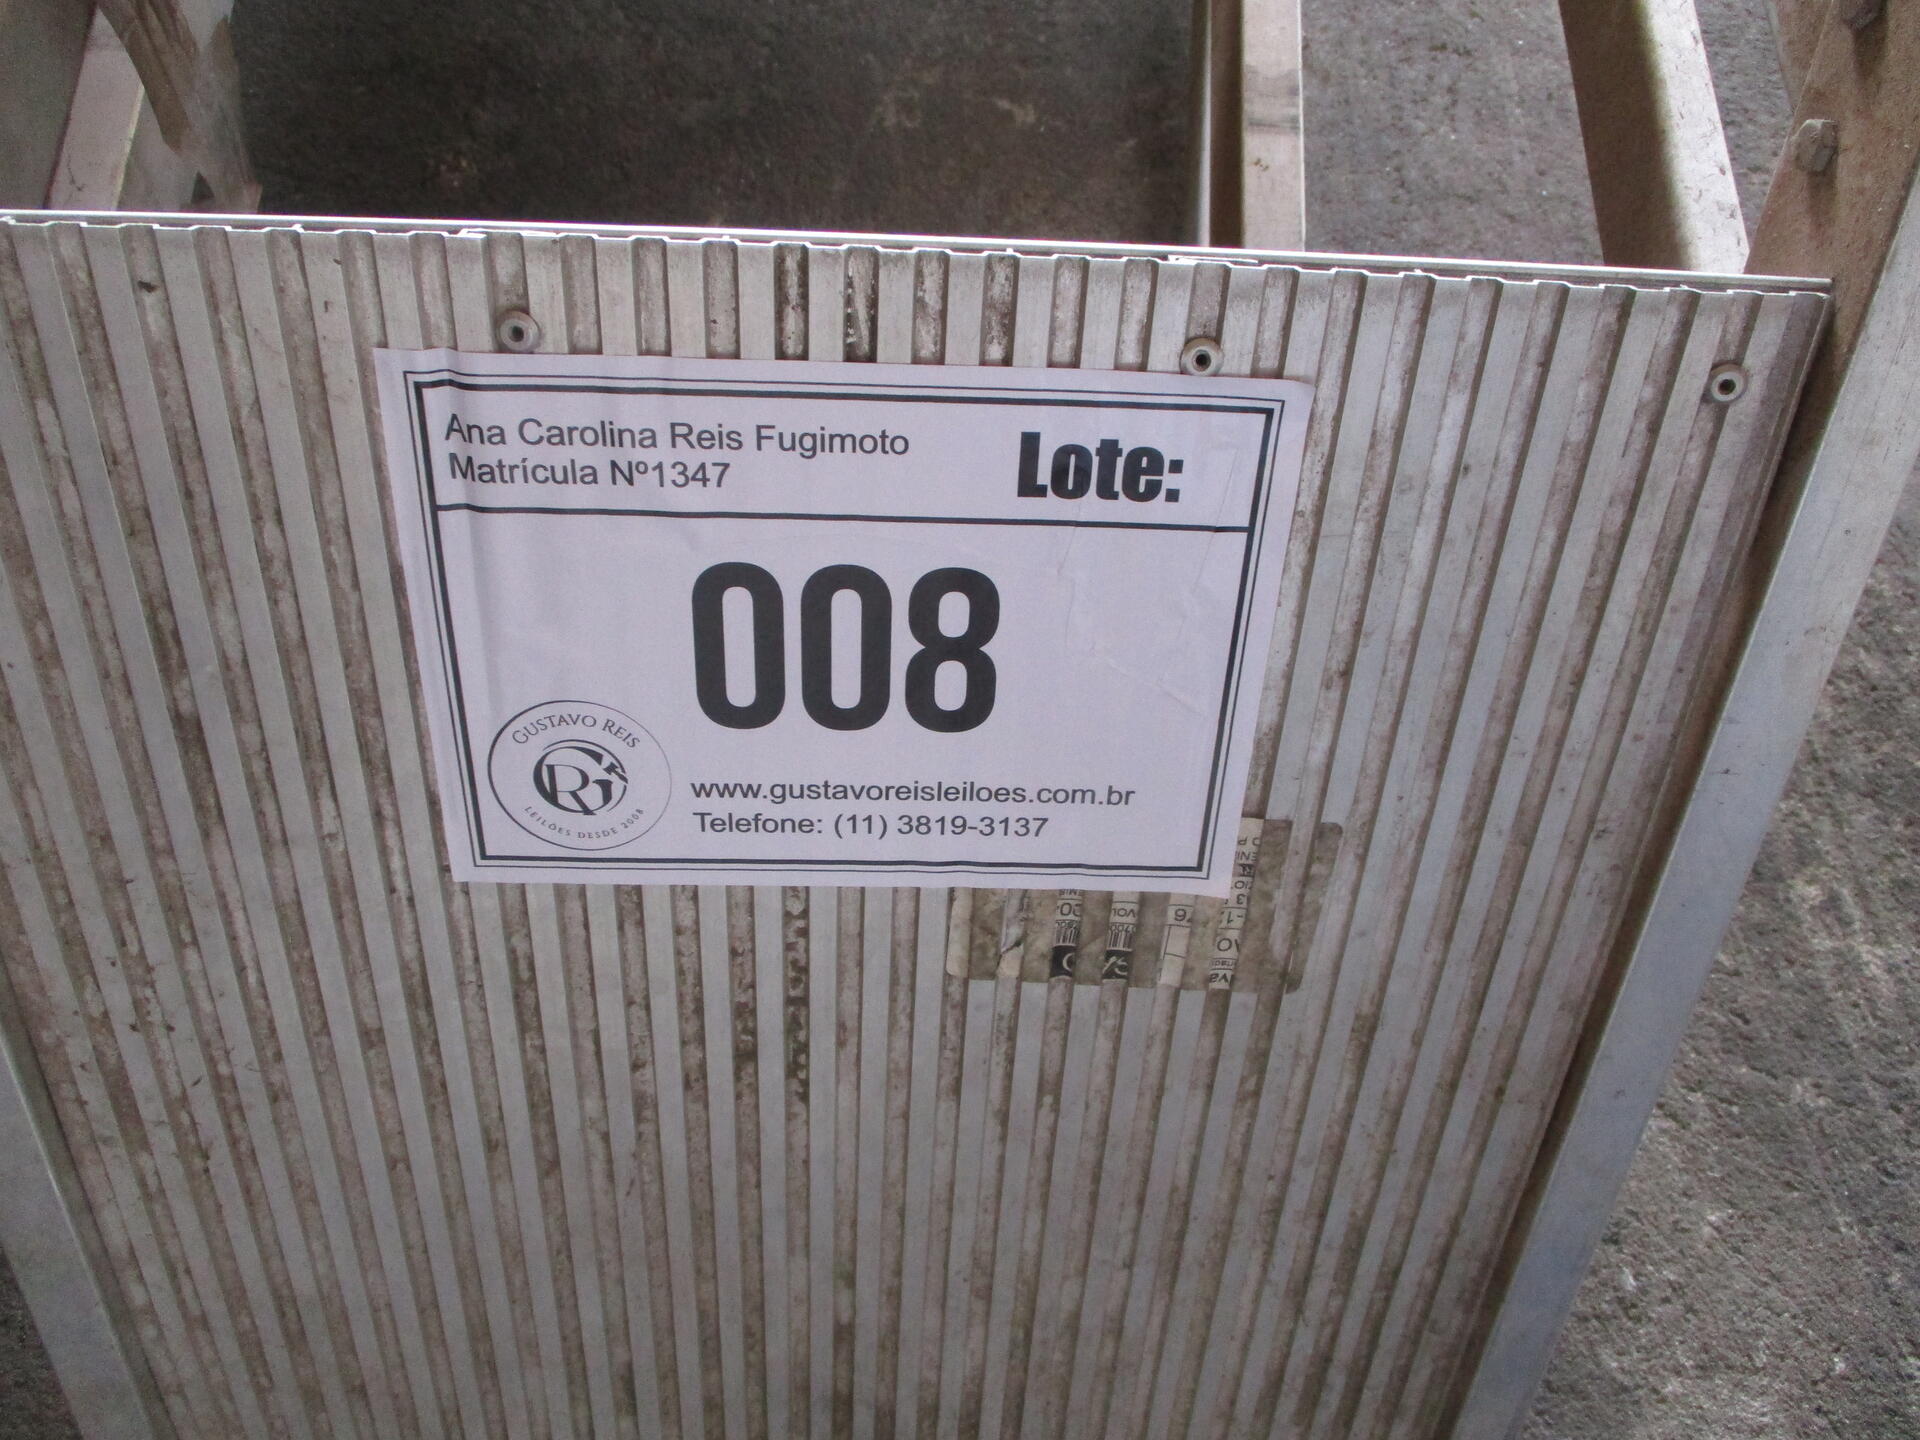 Ana Carolina Reis Fugimoto
Matrícula Nº1347
Lote:
008
GUSTAVO REIS
GR
LEILÕES DESDE 2008
www.gustavoreisleiloes.com.br
Telefone: (11) 3819-3137